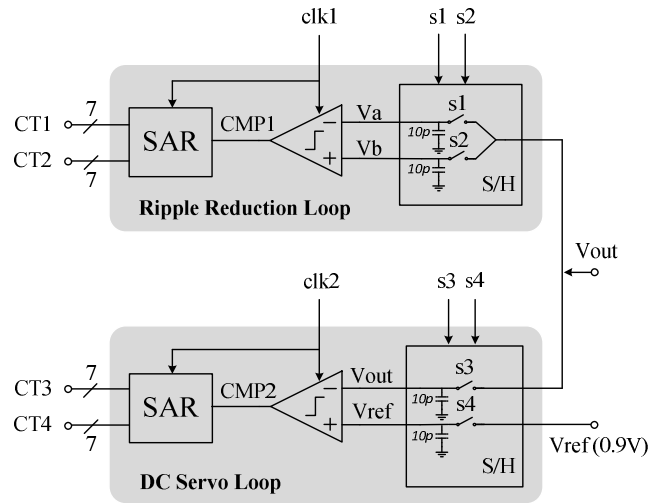 clk1
s1 s2
7
CT1
CT2
7
SAR
CMP1
Va
Vb
−
+
10p
10p
s1
s2
S/H
Ripple Reduction Loop
Vout
clk2
s3 s4
7
CT3
CT4
7
SAR
CMP2
Vout
Vref
−
+
10p
10p
s3
s4
S/H
Vref (0.9V)
DC Servo Loop